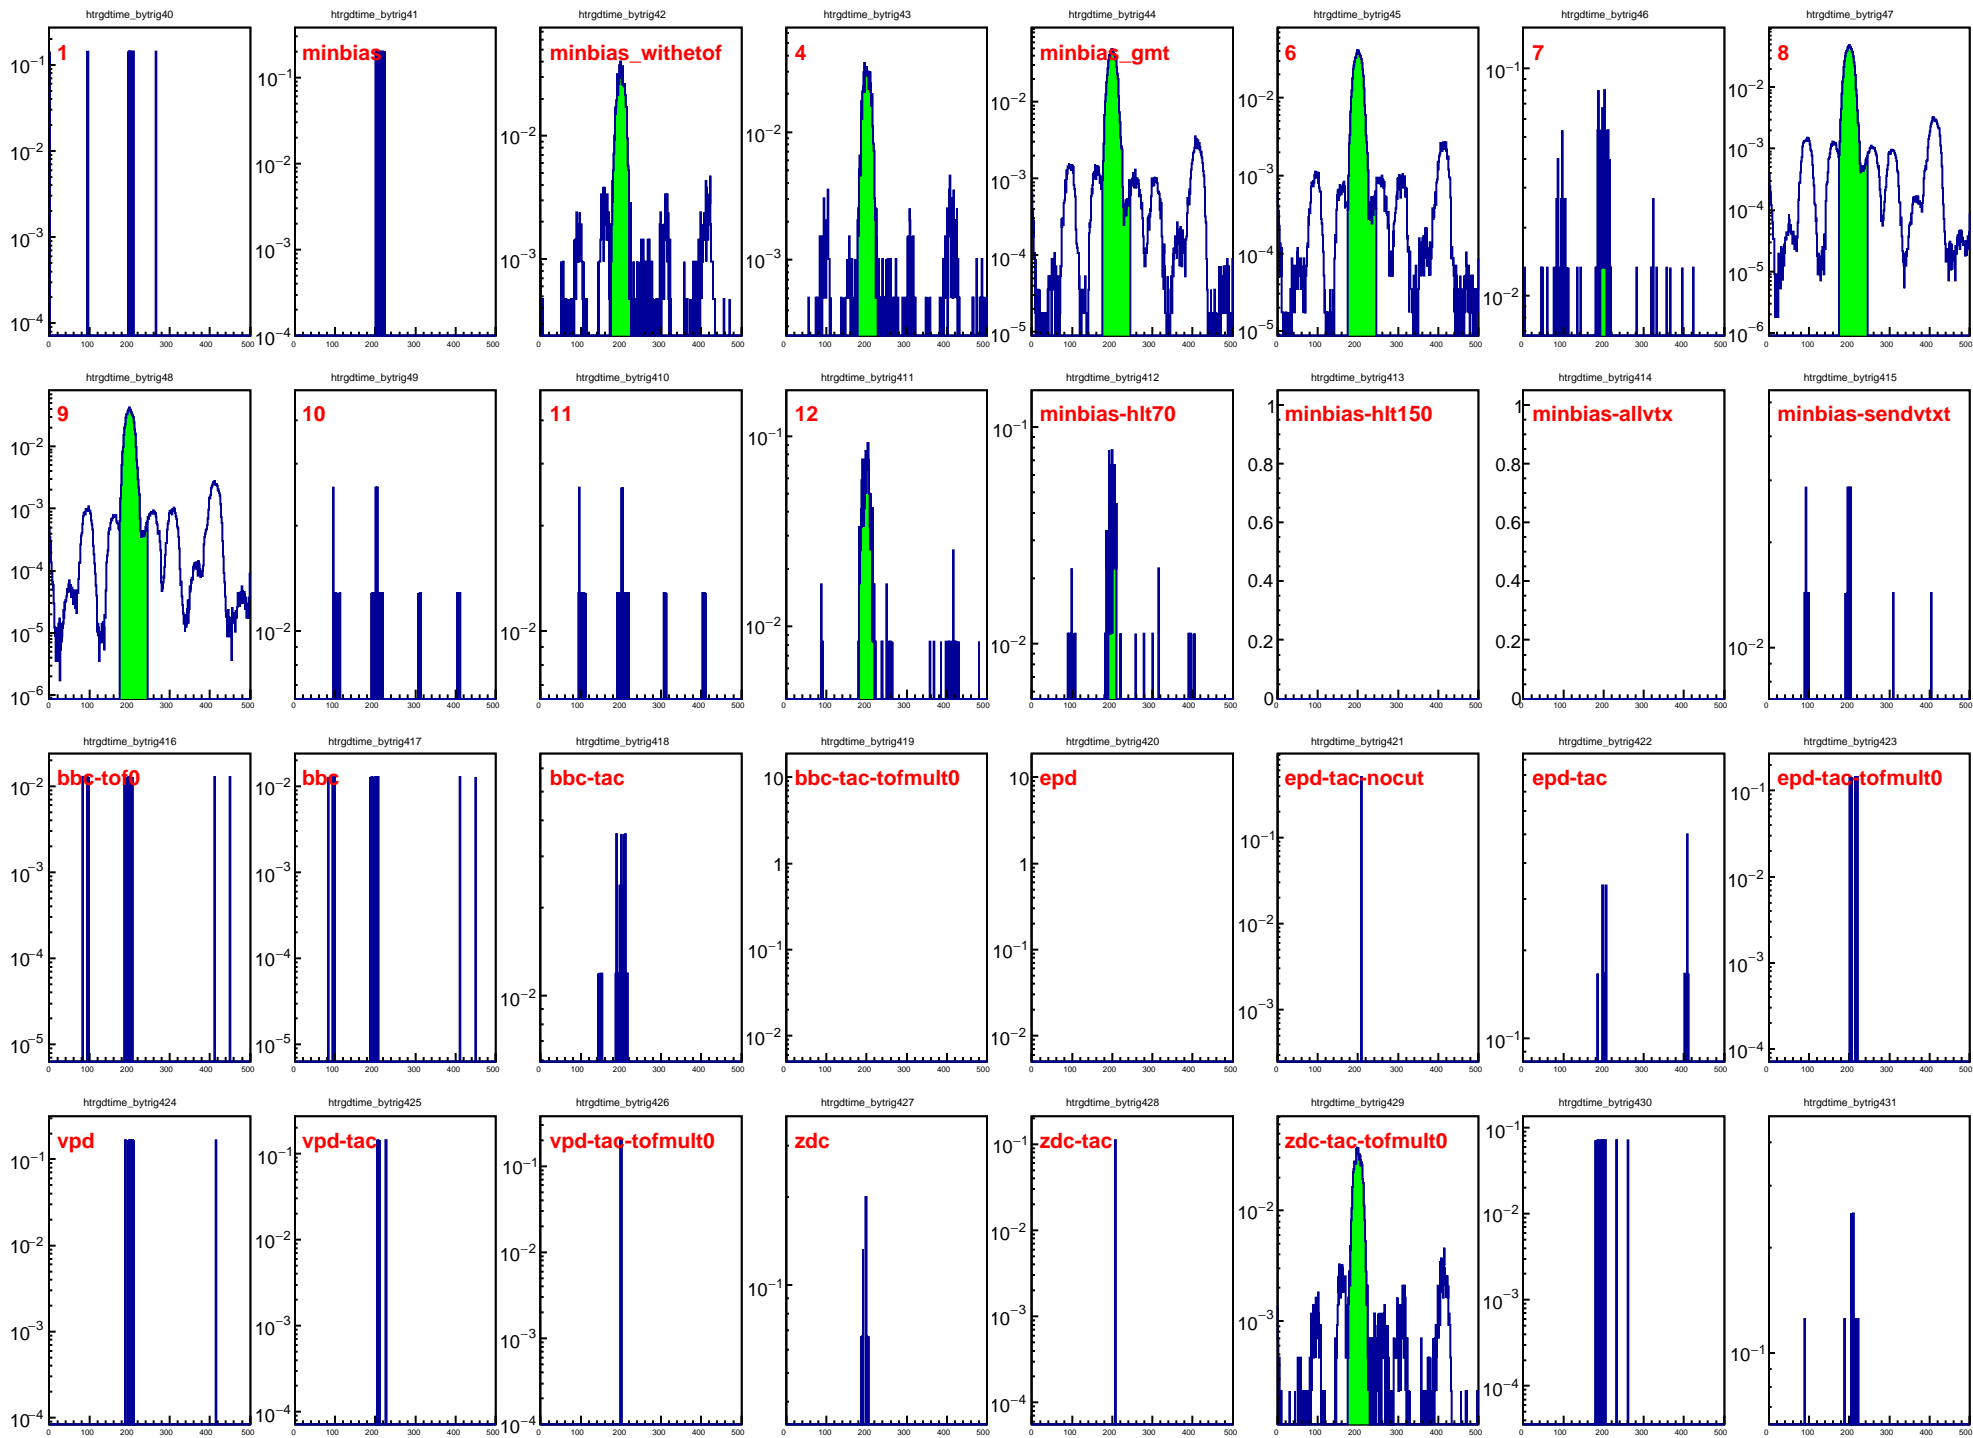 htrgdtime_bytrig40
1
htrgdtime_bytrig41
minbias
htrgdtime_bytrig42
minbias_withetof
htrgdtime_bytrig43
4
htrgdtime_bytrig44
minbias_gmt
htrgdtime_bytrig45
6
htrgdtime_bytrig46
7
htrgdtime_bytrig47
8
htrgdtime_bytrig48
9
htrgdtime_bytrig49
10
htrgdtime_bytrig410
11
htrgdtime_bytrig411
12
htrgdtime_bytrig412
minbias-hlt70
htrgdtime_bytrig413
minbias-hlt150
htrgdtime_bytrig414
minbias-allvtx
htrgdtime_bytrig415
minbias-sendvtxt
htrgdtime_bytrig416
bbc-tof0
htrgdtime_bytrig417
bbc
htrgdtime_bytrig418
bbc-tac
htrgdtime_bytrig419
bbc-tac-tofmult0
htrgdtime_bytrig420
epd
htrgdtime_bytrig421
epd-tac-nocut
htrgdtime_bytrig422
epd-tac
htrgdtime_bytrig423
epd-tac-tofmult0
htrgdtime_bytrig424
vpd
htrgdtime_bytrig425
vpd-tac
htrgdtime_bytrig426
vpd-tac-tofmult0
htrgdtime_bytrig427
zdc
htrgdtime_bytrig428
zdc-tac
htrgdtime_bytrig429
zdc-tac-tofmult0
htrgdtime_bytrig430
htrgdtime_bytrig431